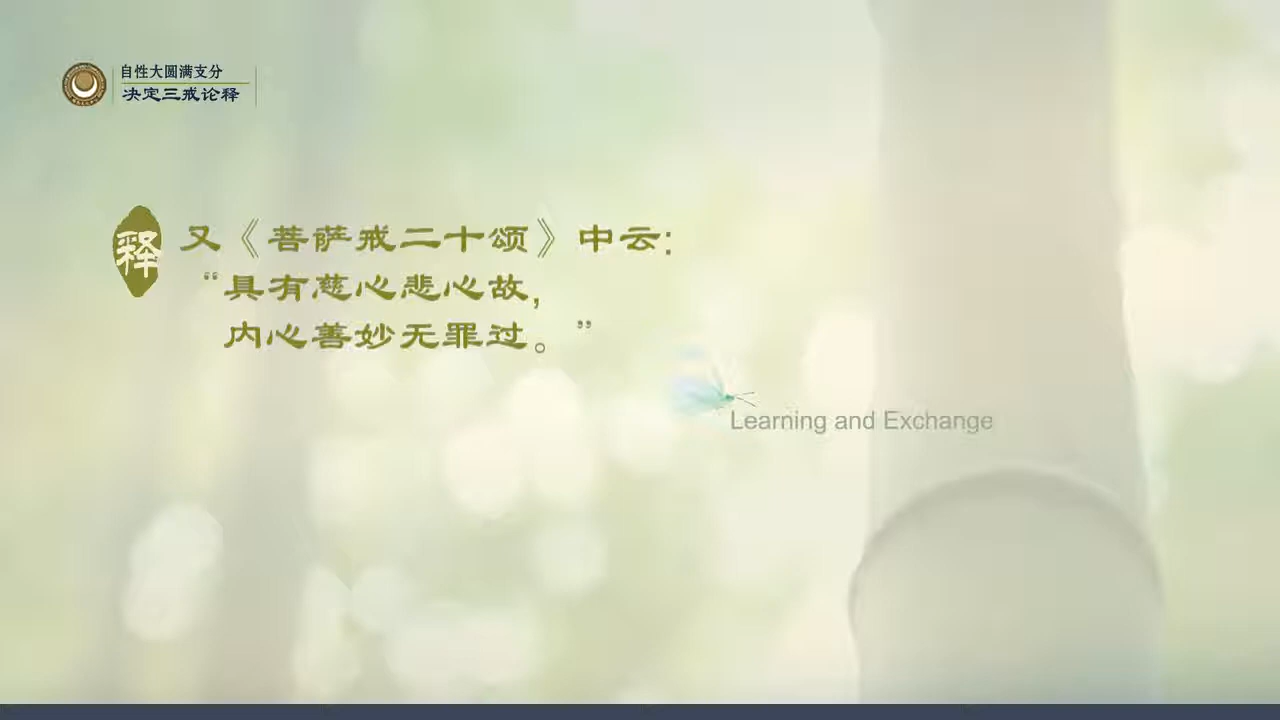 自性大圆满支分
决定三戒论释
释
又《菩萨戒二十颂》中云:
“具有慈心悲心故,
内心善妙无罪过。”
Learning and Exchange